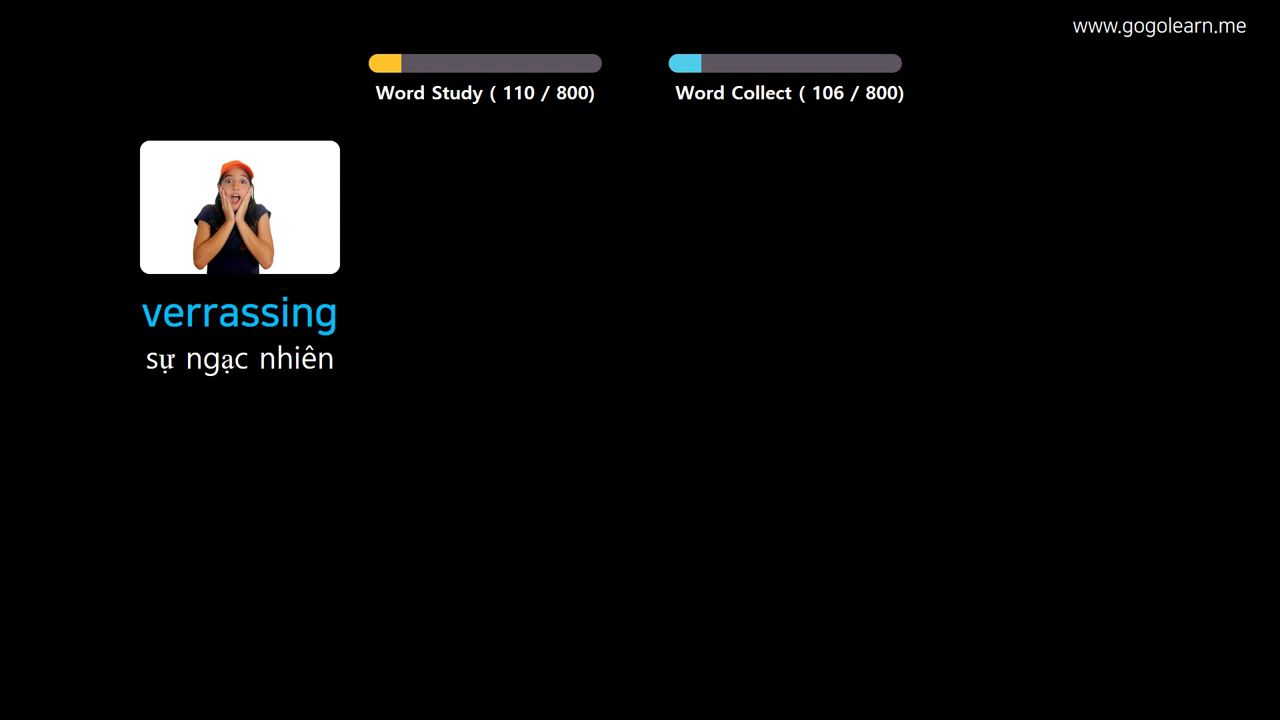 www.gogolearn.me
Word Study ( 110 / 800)
Word Collect ( 106 / 800)
verrassing
sự ngạc nhiên